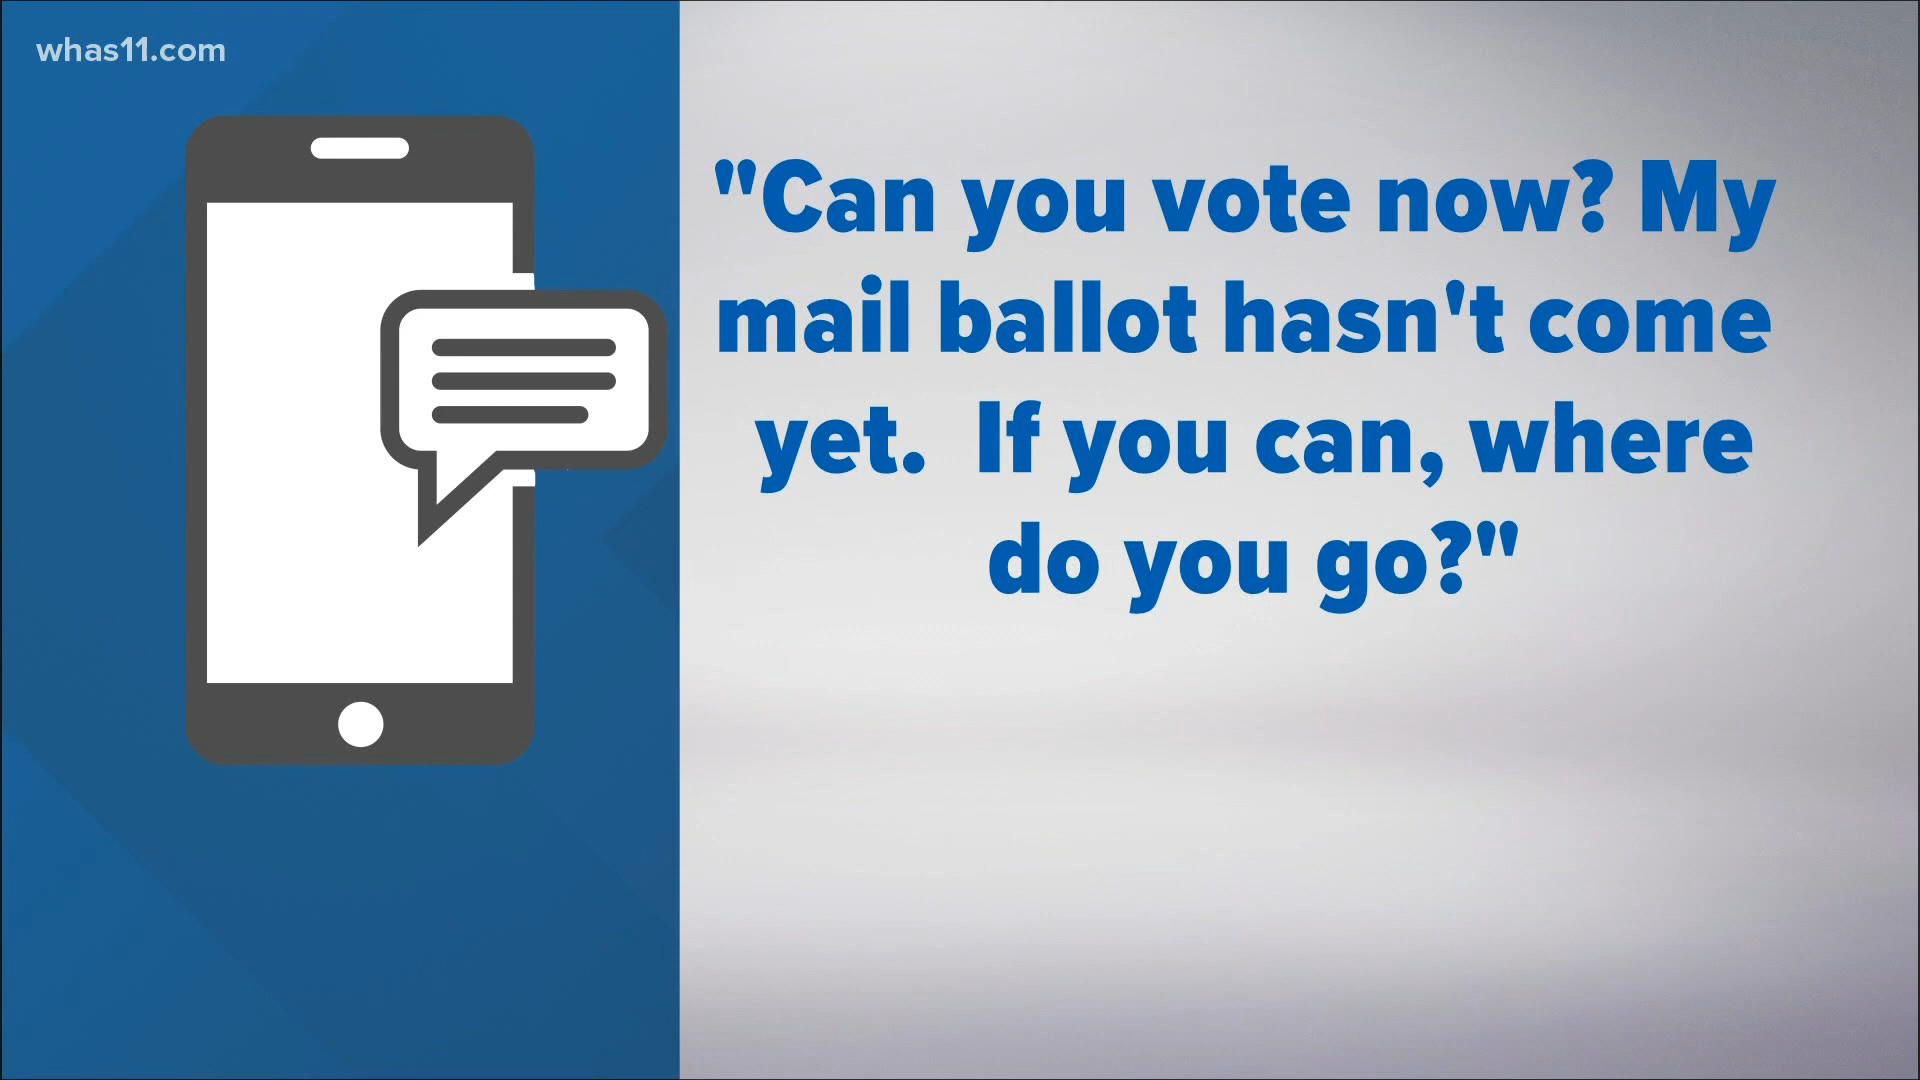 whas11.com
"Can you vote now? My
mail ballot hasn't come
yet.  If you can, where
do you go?"